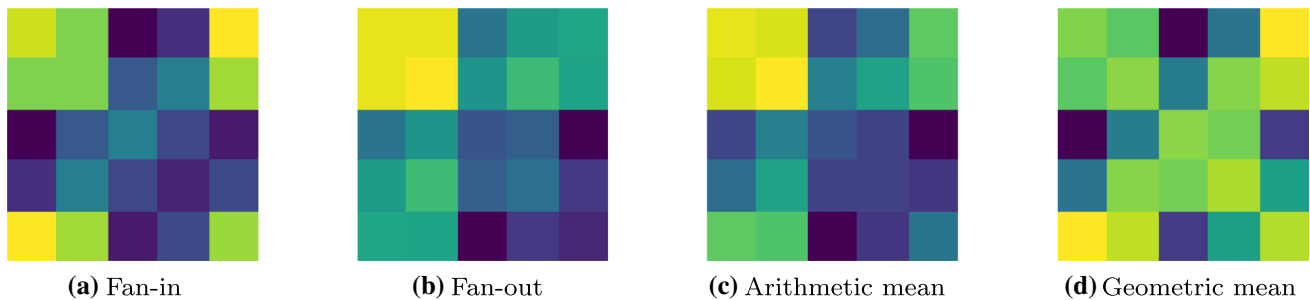 (a) Fan-in
(b) Fan-out
(c) Arithmetic mean
(d) Geometric mean